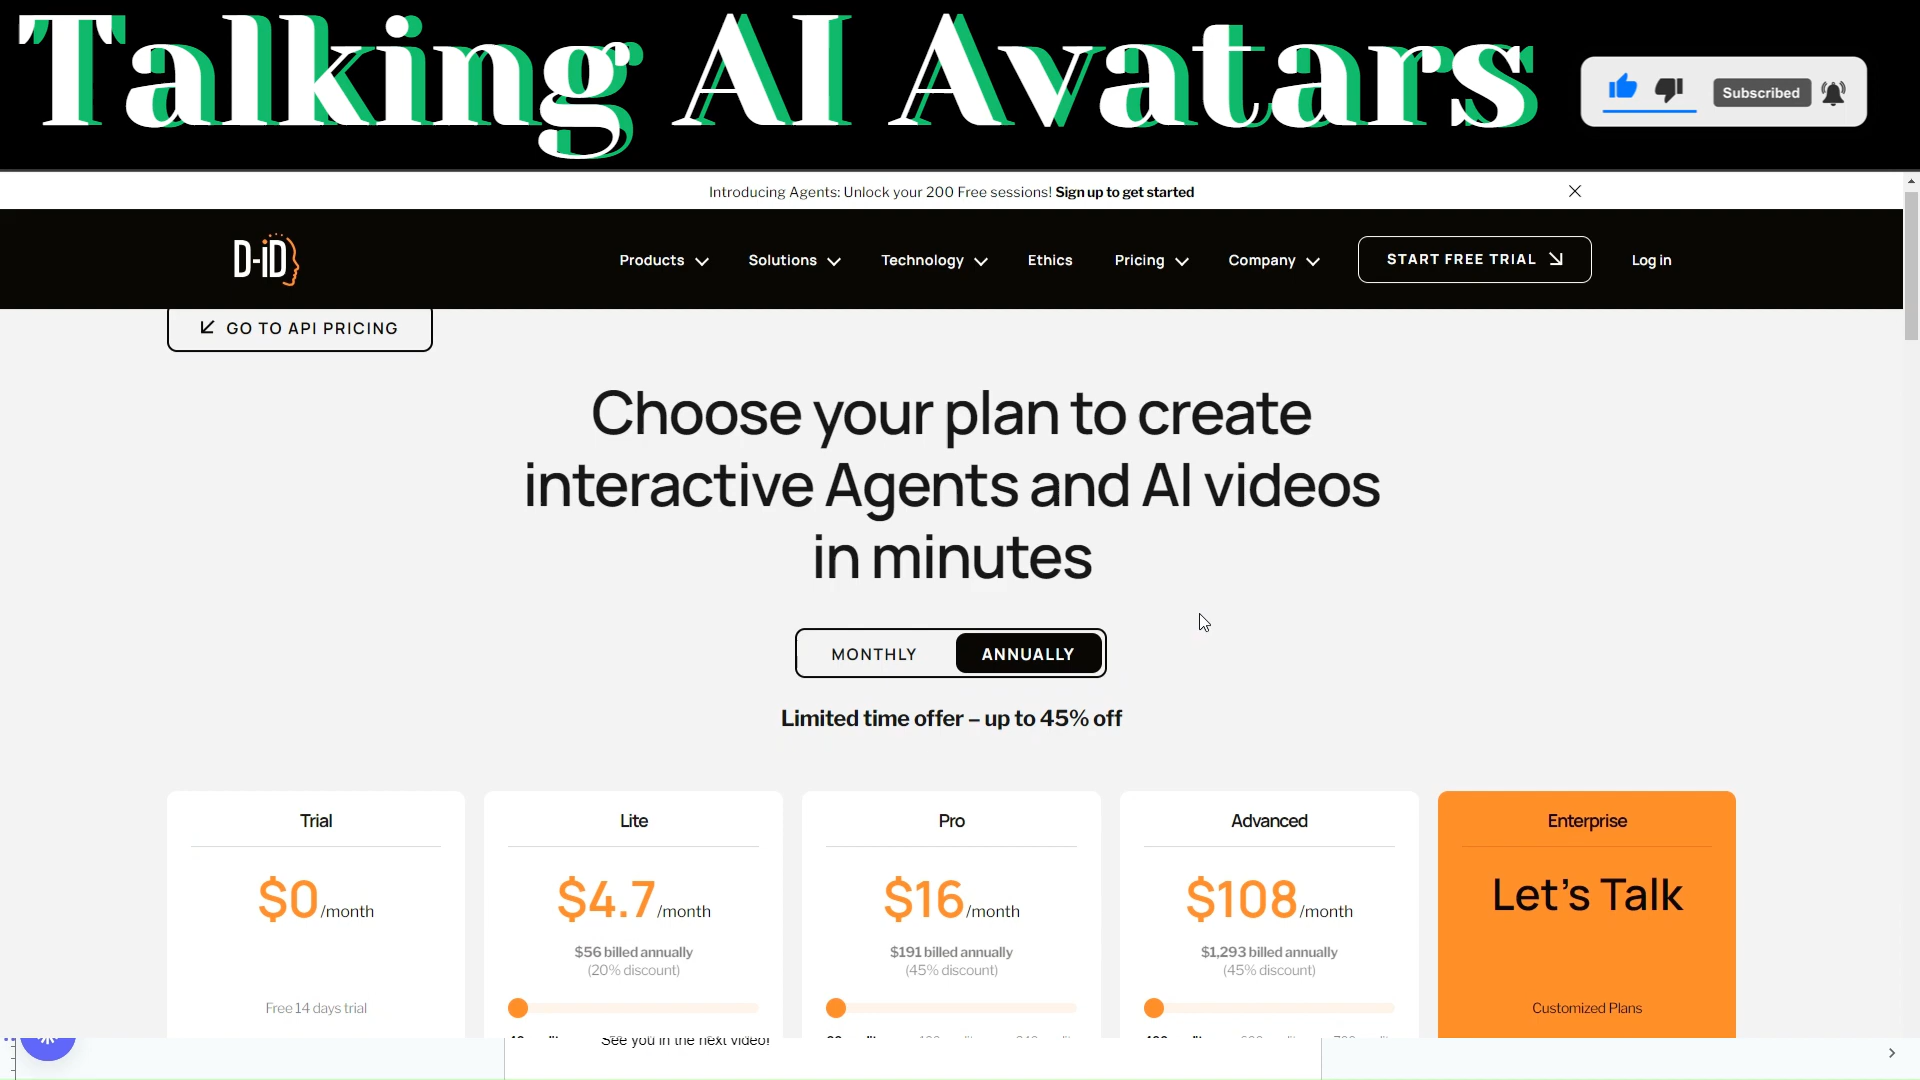 Talking AI Avatars
Subscribed
Introducing Agents: Unlock your 200 Free sessions! Sign up to get started
D-iD
Products
Solutions
Technology
Ethics
Pricing
Company
START FREE TRIAL
Log in
GO TO API PRICING
Choose your plan to create
interactive Agents and AI videos
in minutes
MONTHLY
ANNUALLY
Limited time offer – up to 45% off
Trial
$0/month
Free 14 days trial
Lite
$4.7/month
$56 billed annually
(20% discount)
Pro
$16/month
$191 billed annually
(45% discount)
Advanced
$108/month
$1,293 billed annually
(45% discount)
Enterprise
Let's Talk
Customized Plans
See you in the next video!